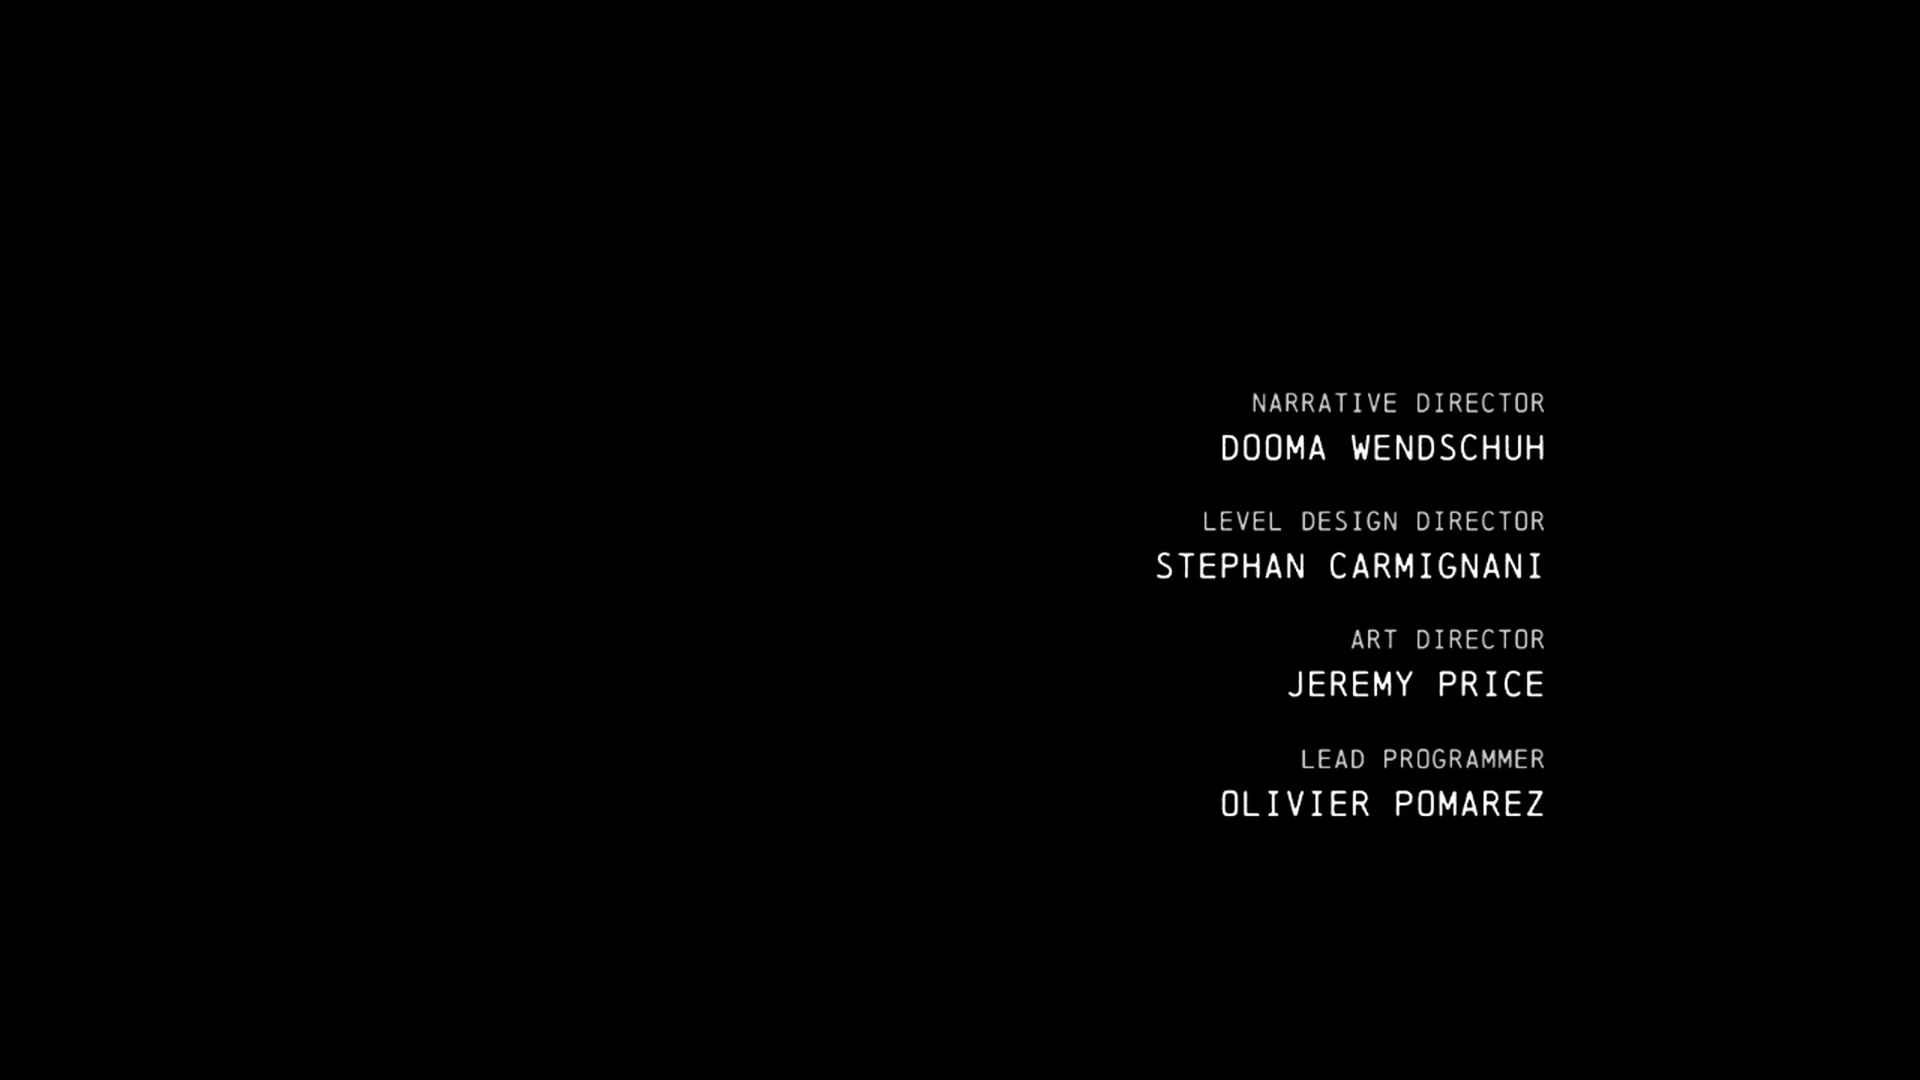 NARRATIVE DIRECTOR
DOOMA WENDSCHUH
LEVEL DESIGN DIRECTOR
STEPHAN CARMIGNANI
ART DIRECTOR
JEREMY PRICE
LEAD PROGRAMMER
OLIVIER POMAREZ